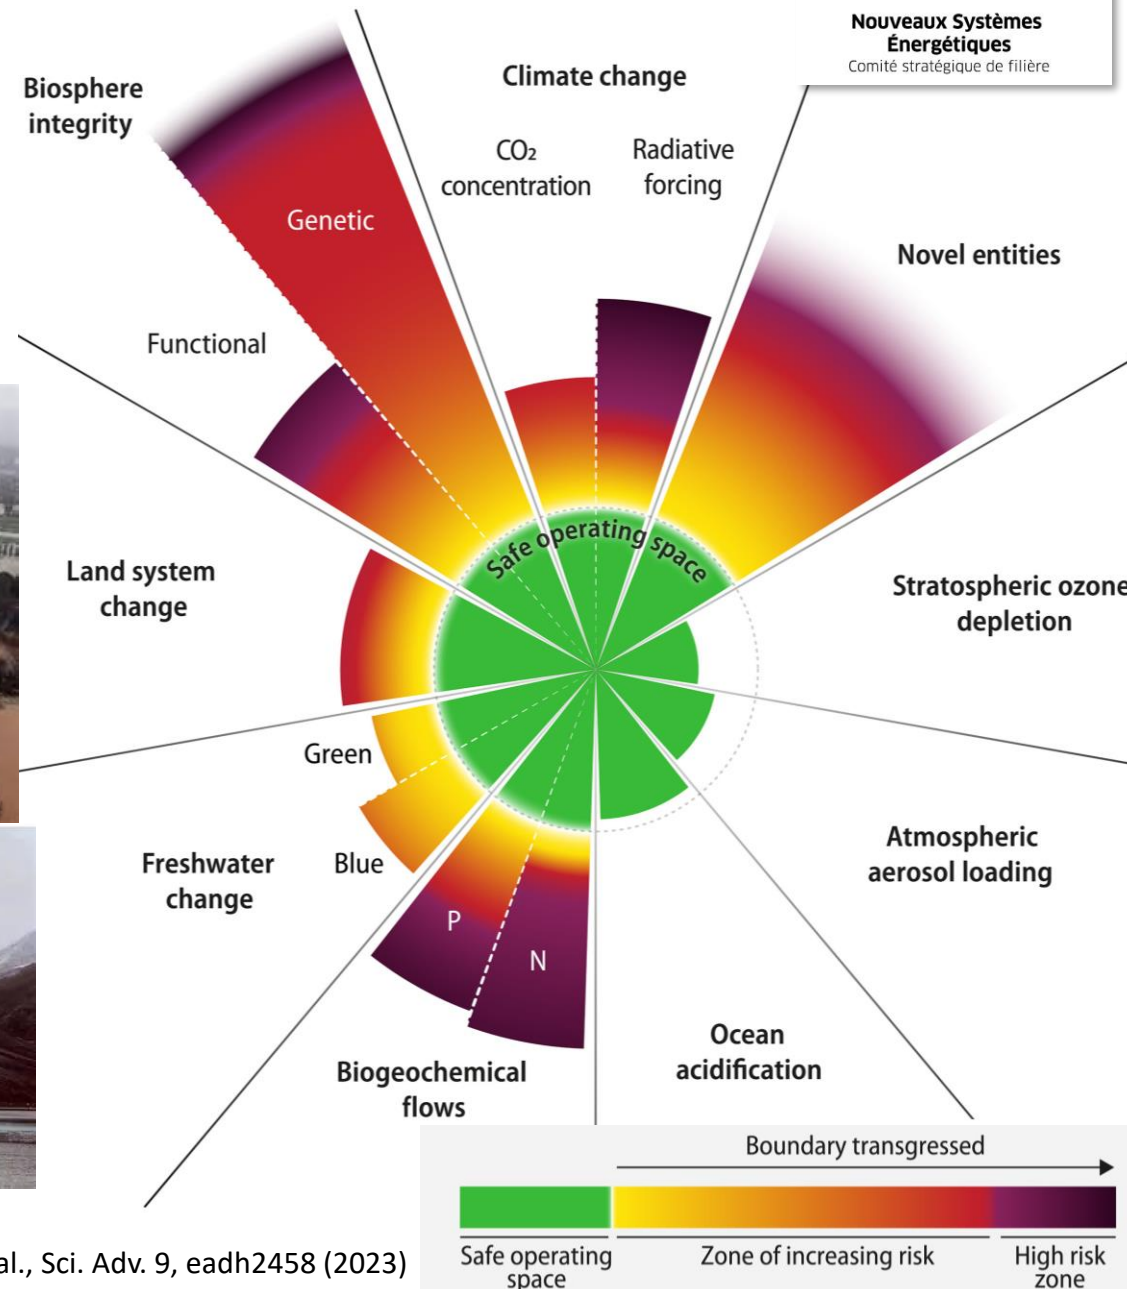 Nouveaux Systèmes
Énergétiques
Comité stratégique de filière
Biosphere
integrity
Climate change
CO₂
concentration
Radiative
forcing
Genetic
Novel entities
Functional
Safe operating space
Land system
change
Stratospheric ozone
depletion
Green
Blue
Freshwater
change
Atmospheric
aerosol loading
P
N
Biogeochemical
flows
Ocean
acidification
Boundary transgressed
Safe operating
space
Zone of increasing risk
High risk
zone
al., Sci. Adv. 9, eadh2458 (2023)